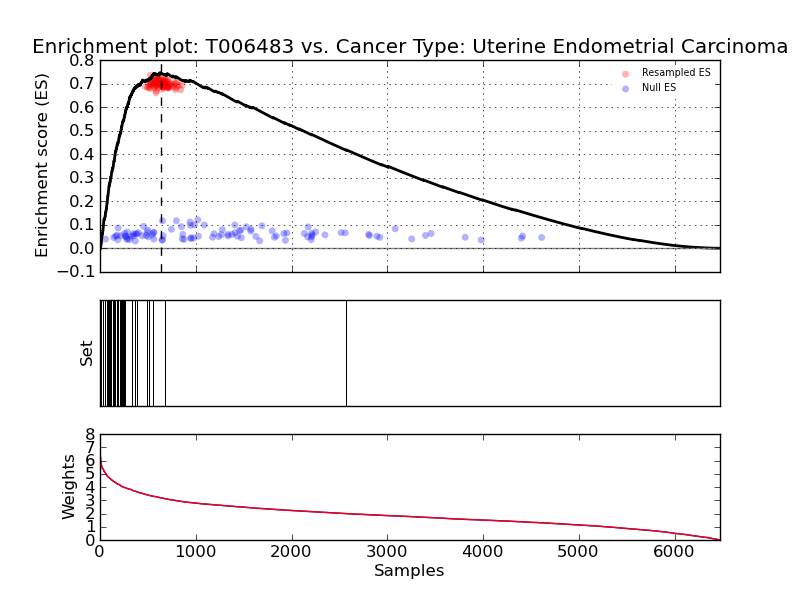 Enrichment plot: T006483 vs. Cancer Type: Uterine Endometrial Carcinoma
0.8
0.7
0.6
0.5
0.4
0.3
0.2
0.1
0.0
−0.1
Enrichment score (ES)
Resampled ES
Null ES
Set
8
7
6
5
4
3
2
1
0
Weights
0 1000 2000 3000 4000 5000 6000
Samples